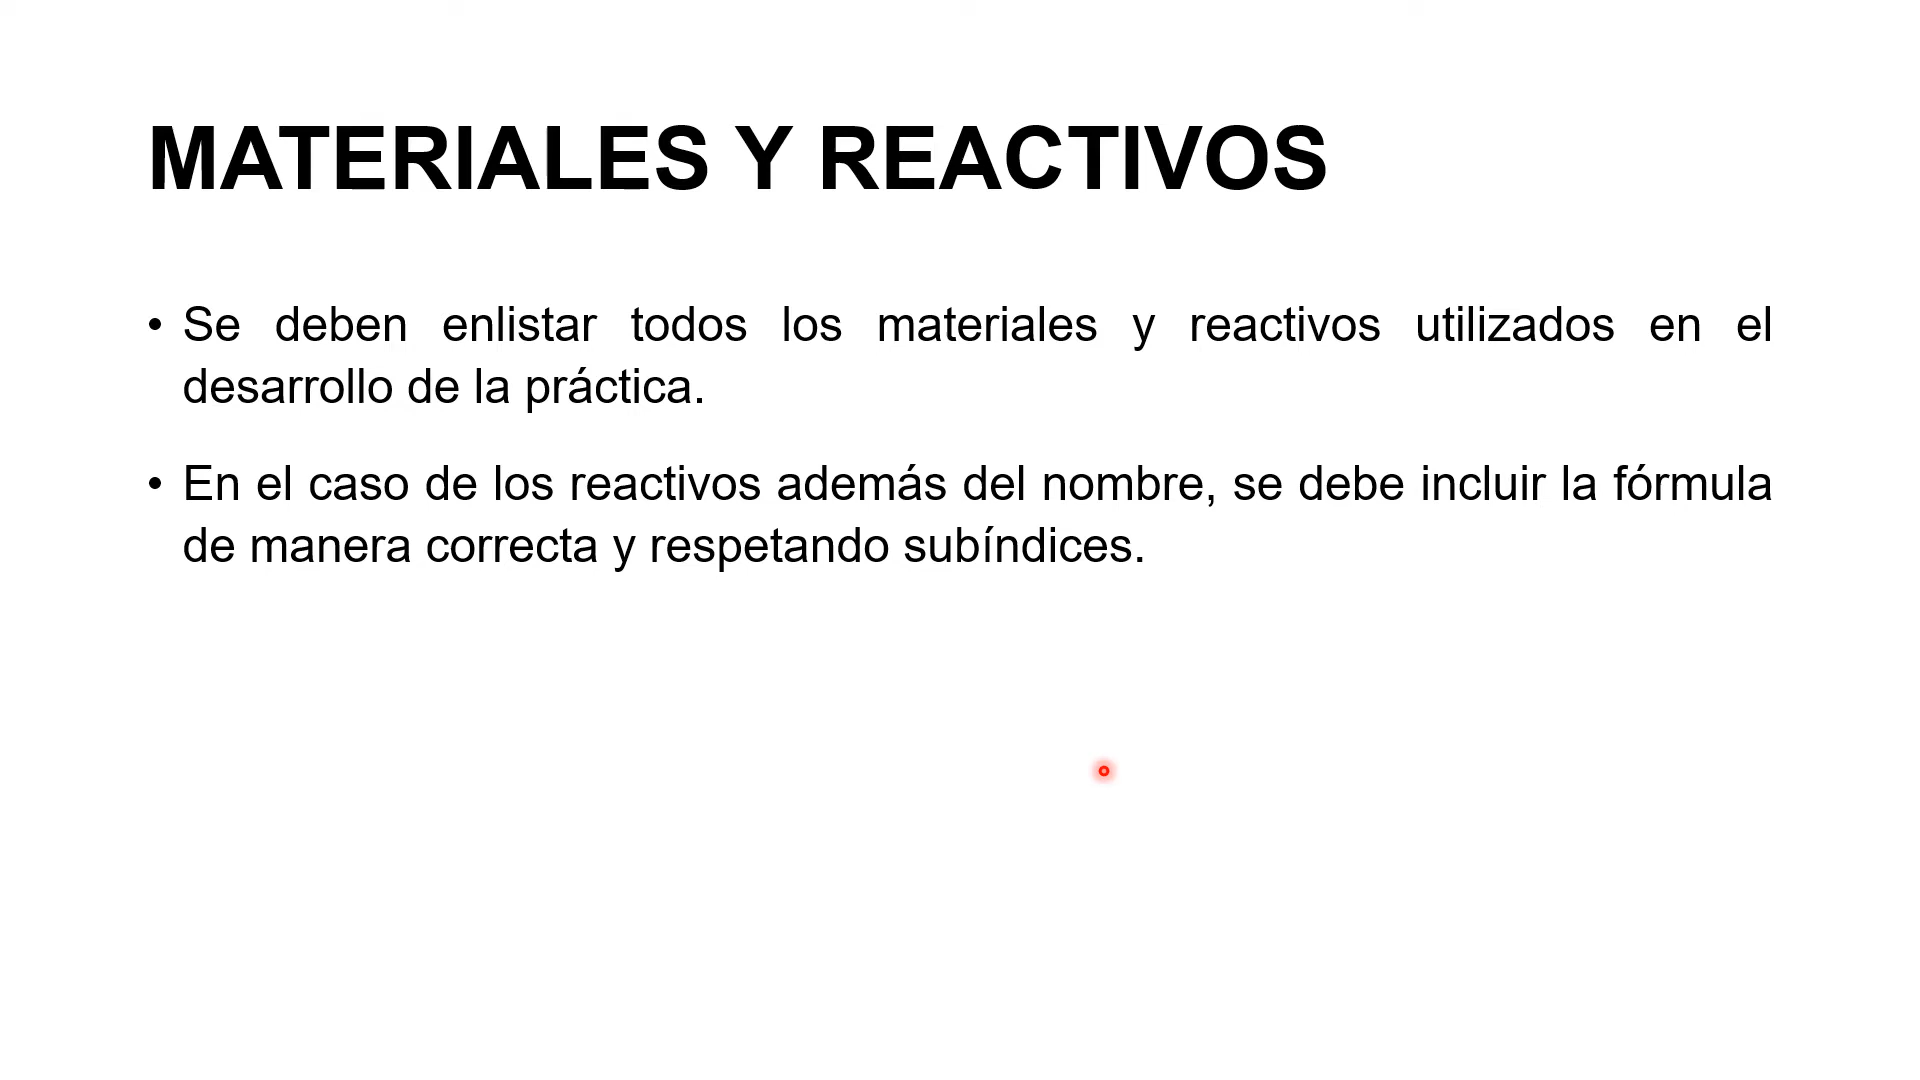 MATERIALES Y REACTIVOS
• Se deben enlistar todos los materiales y reactivos utilizados en el
desarrollo de la práctica.
• En el caso de los reactivos además del nombre, se debe incluir la fórmula
de manera correcta y respetando subíndices.